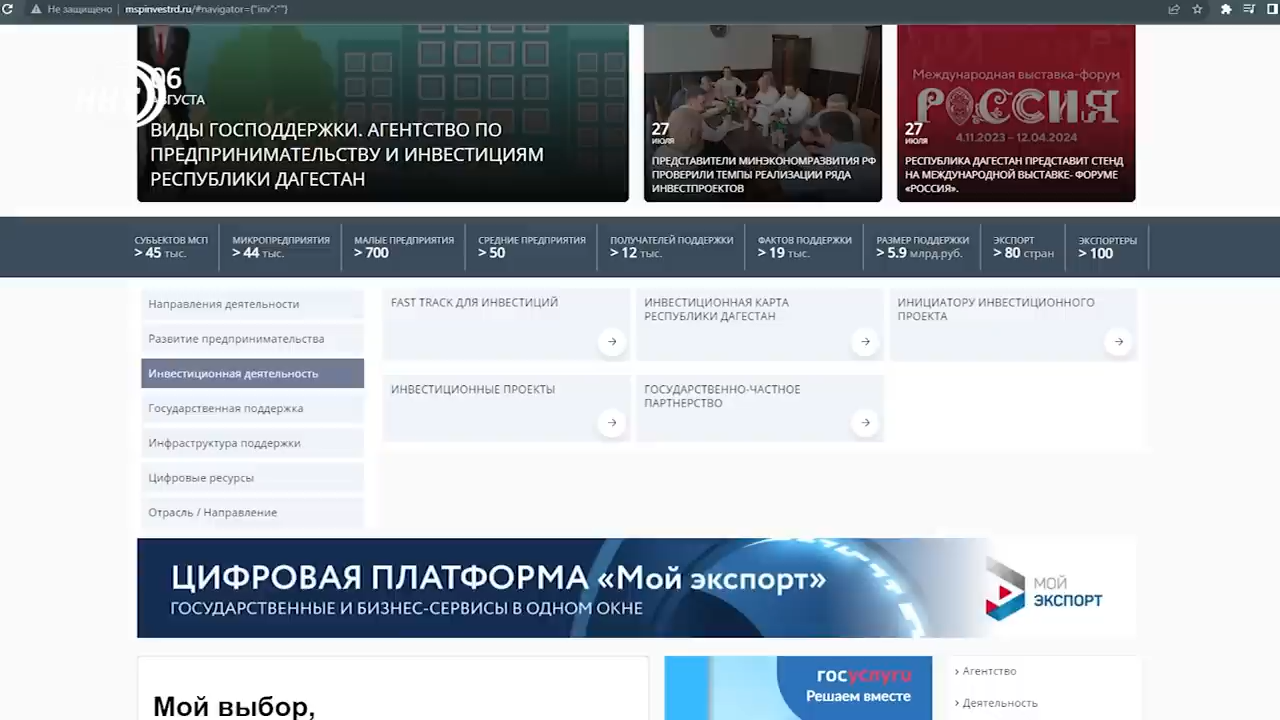 Не защищено
mspinvestrd.ru/#navigator={"inv":""}
ННТ
06
АВГУСТА
ВИДЫ ГОСПОДДЕРЖКИ. АГЕНТСТВО ПО
ПРЕДПРИНИМАТЕЛЬСТВУ И ИНВЕСТИЦИЯМ
РЕСПУБЛИКИ ДАГЕСТАН
27
ИЮЛЯ
ПРЕДСТАВИТЕЛИ МИНЭКОНОМРАЗВИТИЯ РФ
ПРОВЕРИЛИ ТЕМПЫ РЕАЛИЗАЦИИ РЯДА
ИНВЕСТПРОЕКТОВ
Международная выставка-форум
РОССИЯ
4.11.2023 – 12.04.2024
27
ИЮЛЯ
РЕСПУБЛИКА ДАГЕСТАН ПРЕДСТАВИТ СТЕНД
НА МЕЖДУНАРОДНОЙ ВЫСТАВКЕ- ФОРУМЕ
«РОССИЯ».
СУБЪЕКТОВ МСП
> 45 тыс.
МИКРОПРЕДПРИЯТИЯ
> 44 тыс.
МАЛЫЕ ПРЕДПРИЯТИЯ
> 700
СРЕДНИЕ ПРЕДПРИЯТИЯ
> 50
ПОЛУЧАТЕЛЕЙ ПОДДЕРЖКИ
> 12 тыс.
ФАКТОВ ПОДДЕРЖКИ
> 19 тыс.
РАЗМЕР ПОДДЕРЖКИ
> 5.9 млрд.руб.
ЭКСПОРТ
> 80 стран
ЭКСПОРТЕРЫ
> 100
Направления деятельности
Развитие предпринимательства
Инвестиционная деятельность
Государственная поддержка
Инфраструктура поддержки
Цифровые ресурсы
Отрасль / Направление
FAST TRACK ДЛЯ ИНВЕСТИЦИЙ
ИНВЕСТИЦИОННАЯ КАРТА
РЕСПУБЛИКИ ДАГЕСТАН
ИНИЦИАТОРУ ИНВЕСТИЦИОННОГО
ПРОЕКТА
ИНВЕСТИЦИОННЫЕ ПРОЕКТЫ
ГОСУДАРСТВЕННО-ЧАСТНОЕ
ПАРТНЕРСТВО
ЦИФРОВАЯ ПЛАТФОРМА «Мой экспорт»
ГОСУДАРСТВЕННЫЕ И БИЗНЕС-СЕРВИСЫ В ОДНОМ ОКНЕ
МОЙ
ЭКСПОРТ
Мой выбор,
госуслуги
Решаем вместе
› Агентство
› Деятельность